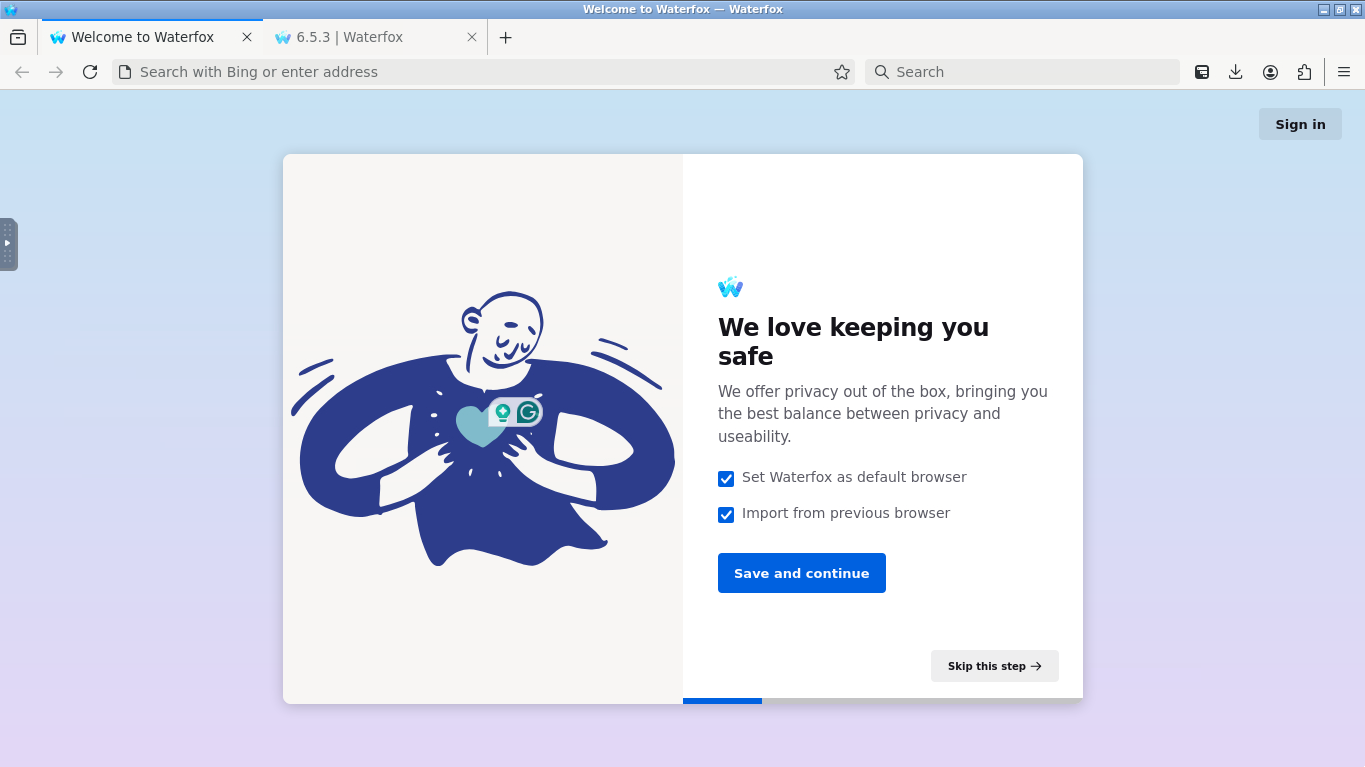 Welcome to Waterfox — Waterfox
Welcome to Waterfox
6.5.3 | Waterfox
Search with Bing or enter address
Search
Sign in
We love keeping you
safe
We offer privacy out of the box, bringing you
the best balance between privacy and
useability.
Set Waterfox as default browser
Import from previous browser
Save and continue
Skip this step